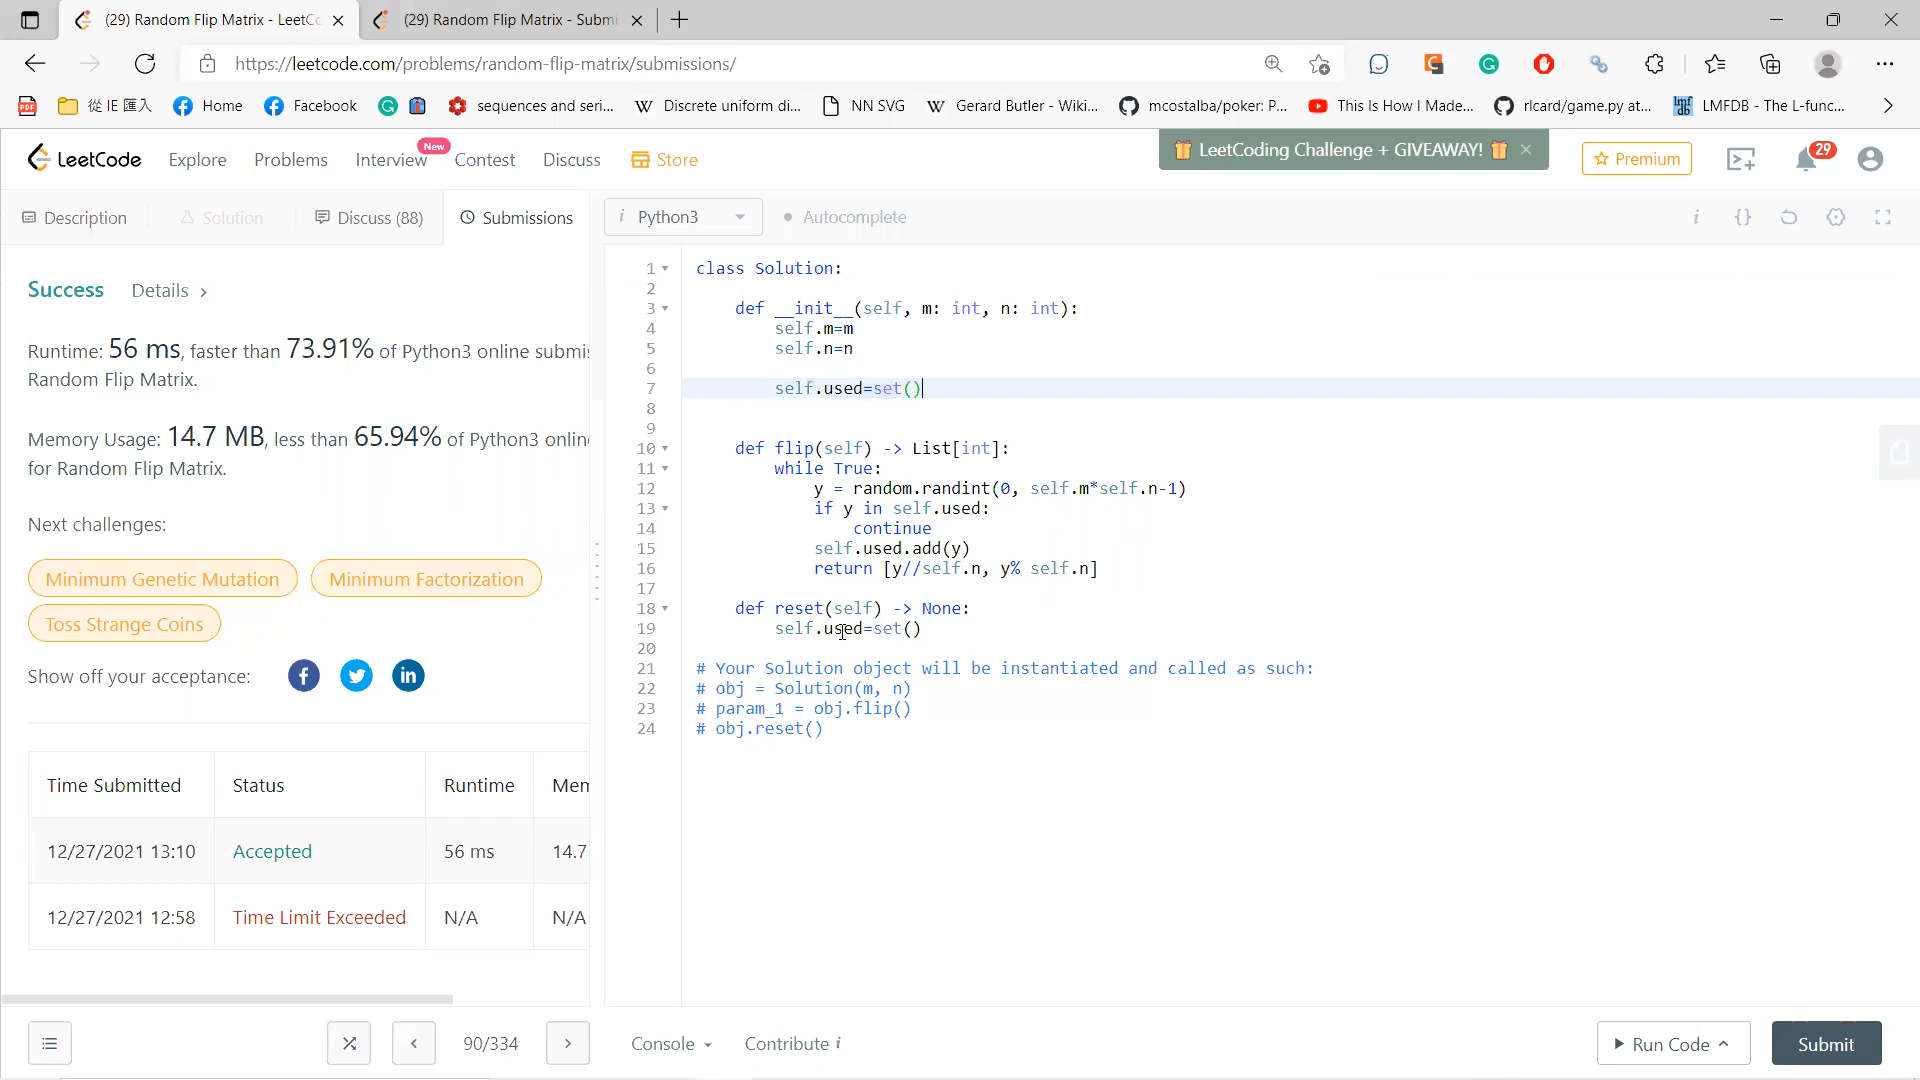 (29) Random Flip Matrix - LeetC
(29) Random Flip Matrix - Submi
https://leetcode.com/problems/random-flip-matrix/submissions/
從 IE 匯入
Home
Facebook
sequences and seri...
Discrete uniform di...
NN SVG
Gerard Butler - Wiki...
mcostalba/poker: P...
This Is How I Made...
rlcard/game.py at...
LMFDB - The L-func...
LeetCode
Explore
Problems
Interview
New
Contest
Discuss
Store
LeetCoding Challenge + GIVEAWAY!
Premium
29
Description
Solution
Discuss (88)
Submissions
i Python3
Autocomplete
i
{}
Success
Details
Runtime: 56 ms, faster than 73.91% of Python3 online submis
Random Flip Matrix.
Memory Usage: 14.7 MB, less than 65.94% of Python3 onlin
for Random Flip Matrix.
Next challenges:
Minimum Genetic Mutation
Minimum Factorization
Toss Strange Coins
Show off your acceptance:
Time Submitted Status Runtime Mem
12/27/2021 13:10 Accepted 56 ms 14.7
12/27/2021 12:58 Time Limit Exceeded N/A N/A
1 class Solution:
2
3 def __init__(self, m: int, n: int):
4 self.m=m
5 self.n=n
6
7 self.used=set()
8
9
10 def flip(self) -> List[int]:
11 while True:
12 y = random.randint(0, self.m*self.n-1)
13 if y in self.used:
14 continue
15 self.used.add(y)
16 return [y//self.n, y% self.n]
17
18 def reset(self) -> None:
19 self.used=set()
20
21 # Your Solution object will be instantiated and called as such:
22 # obj = Solution(m, n)
23 # param_1 = obj.flip()
24 # obj.reset()
90/334
Console
Contribute i
Run Code
Submit